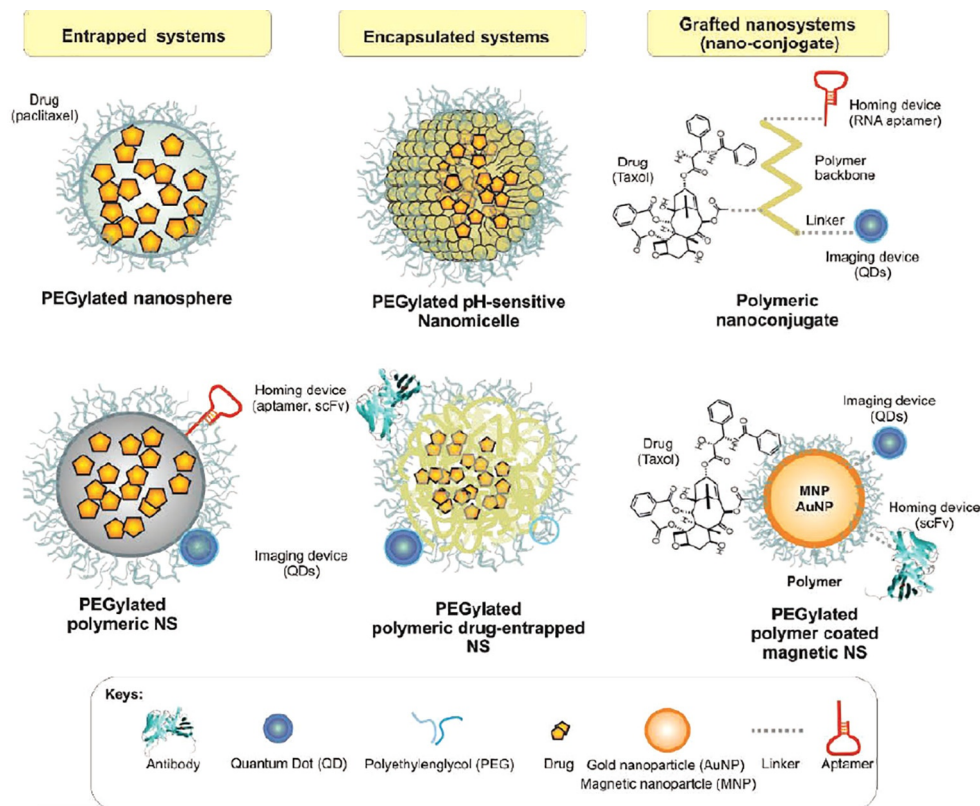 Entrapped systems
Encapsulated systems
Grafted nanosystems
(nano-conjogate)
Drug
(paclitaxel)
PEGylated nanosphere
PEGylated pH-sensitive
Nanomicelle
Homing device
(RNA aptamer)
Drug
(Taxol)
Polymer
backbone
Linker
Imaging device
(QDs)
Polymeric
nanoconjugate
Homing device
(aptamer, scFv)
Imaging device
(QDs)
PEGylated
polymeric NS
PEGylated
polymeric drug-entrapped
NS
Imaging device
(QDs)
Drug
(Taxol)
MNP
AuNP
Homing device
(scFv)
Polymer
PEGylated
polymer coated
magnetic NS
Keys:
Antibody
Quantum Dot (QD)
Polyethylenglycol (PEG)
Drug
Gold nanoparticle (AuNP)
Magnetic nanopartcle (MNP)
Linker
Aptamer